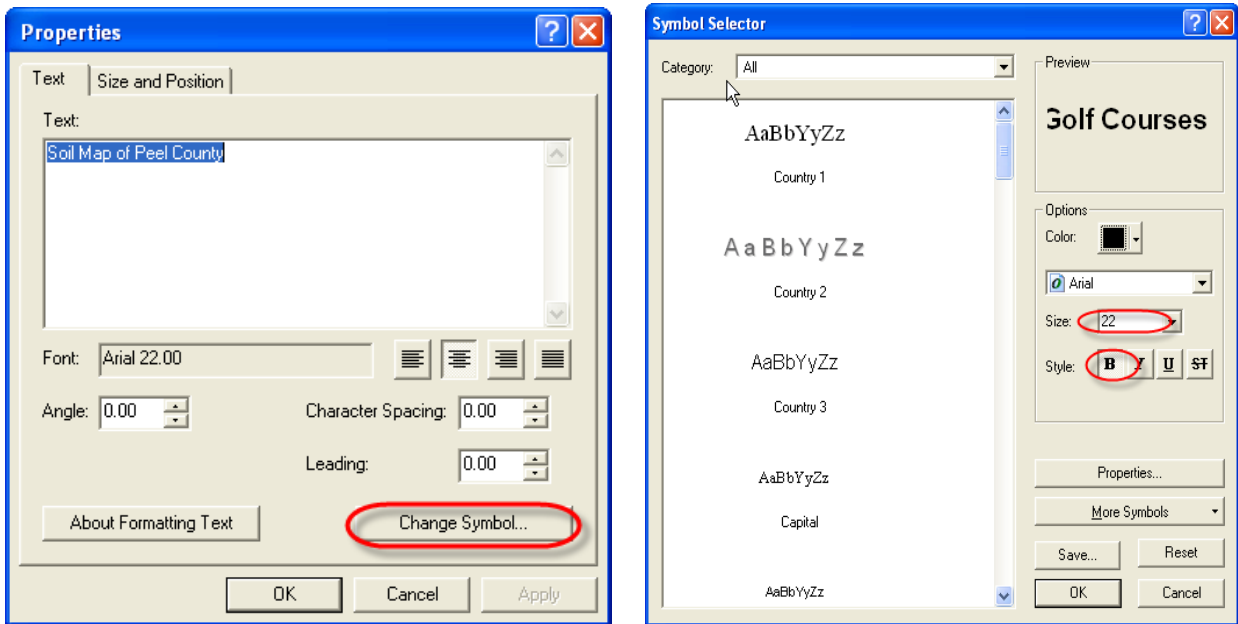 Properties
Text Size and Position
Text:
Soil Map of Peel County
Font: Arial 22.00
Angle: 0.00 Character Spacing: 0.00
Leading: 0.00
About Formatting Text Change Symbol...
OK Cancel Apply
Symbol Selector
Category: All
AaBbYyZz
Country 1
AaBbYyZz
Country 2
AaBbYyZz
Country 3
AaBbYyZz
Capital
AaBbYyZz
Preview
Golf Courses
Options
Color:
Arial
Size: 22
Style: B I U ST
Properties...
More Symbols
Save... Reset
OK Cancel